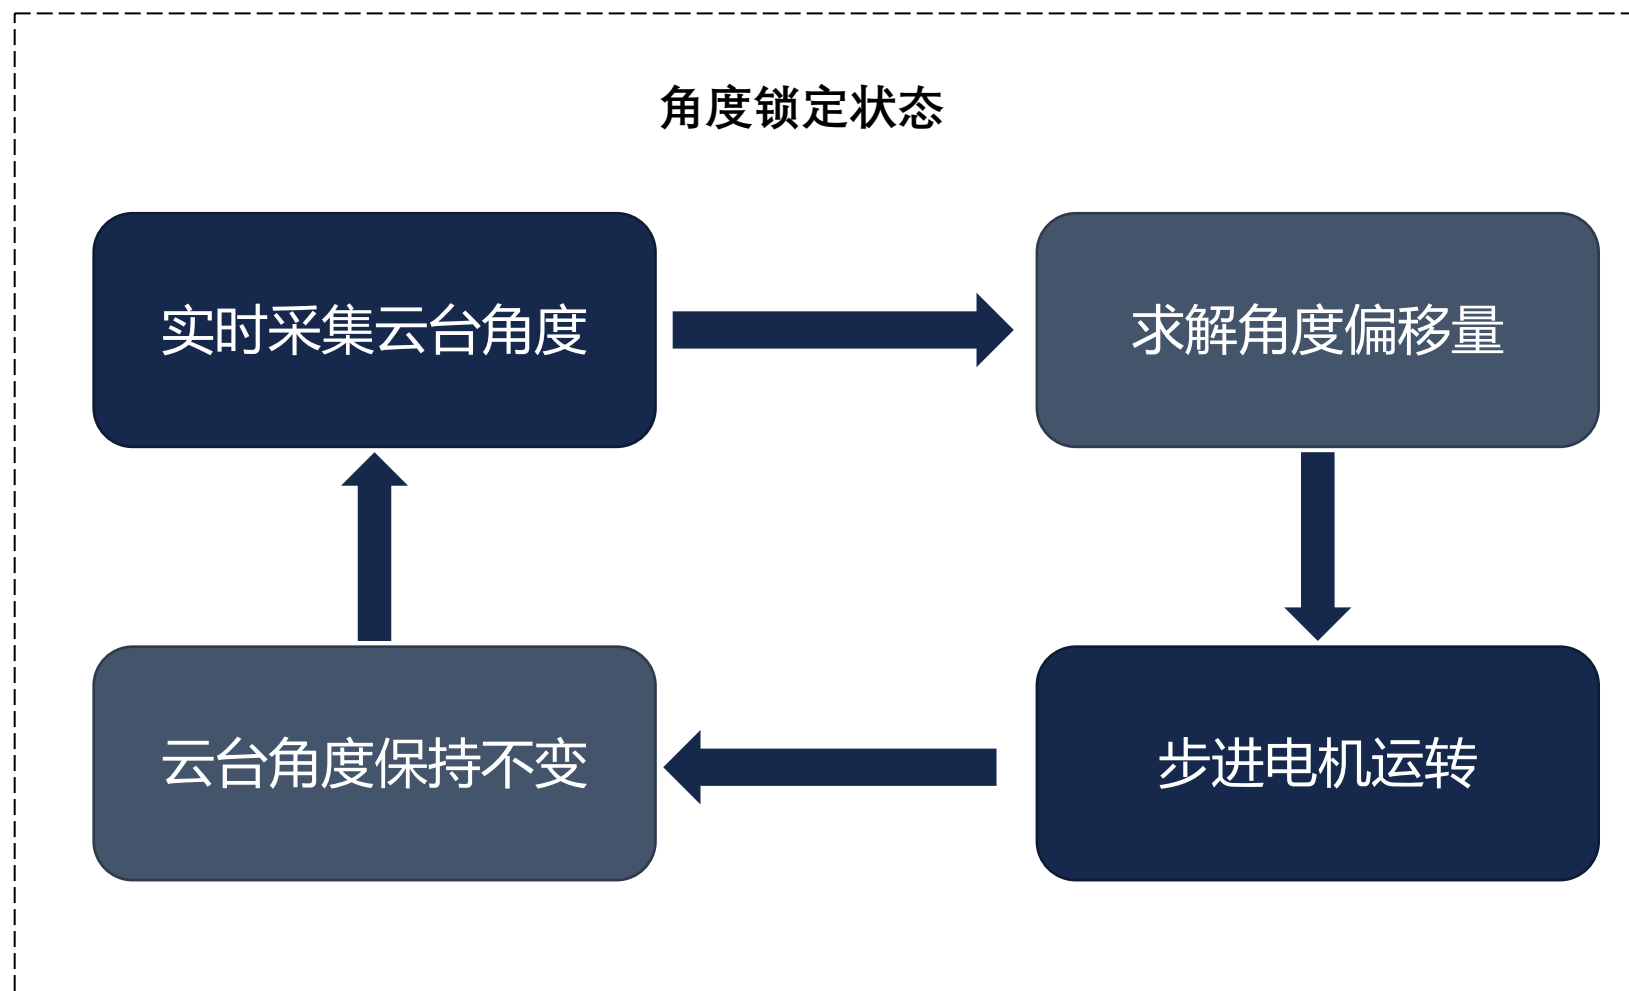 角度锁定状态
实时采集云台角度
求解角度偏移量
云台角度保持不变
步进电机运转